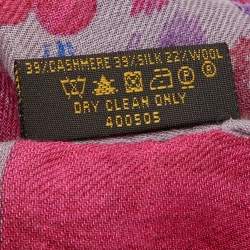 39%CASHMERE 39%SILK 22%WOOL
DRY CLEAN ONLY
400505